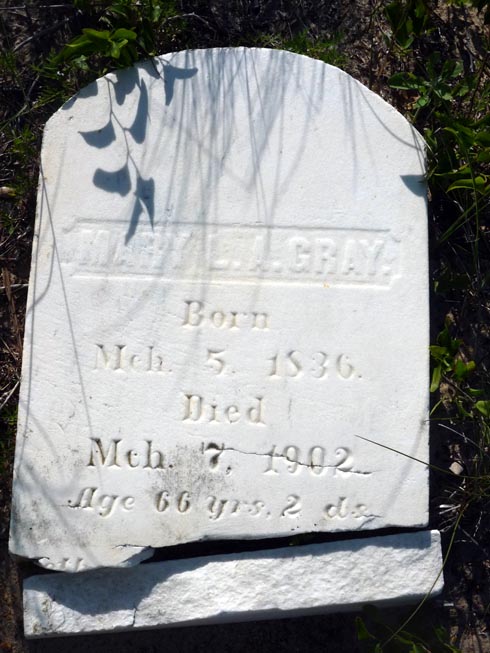 MARY L. A. GRAY.
Born
Mch. 5. 1836.
Died
Mch. 7, 1902.
Age 66 yrs, 2 ds.